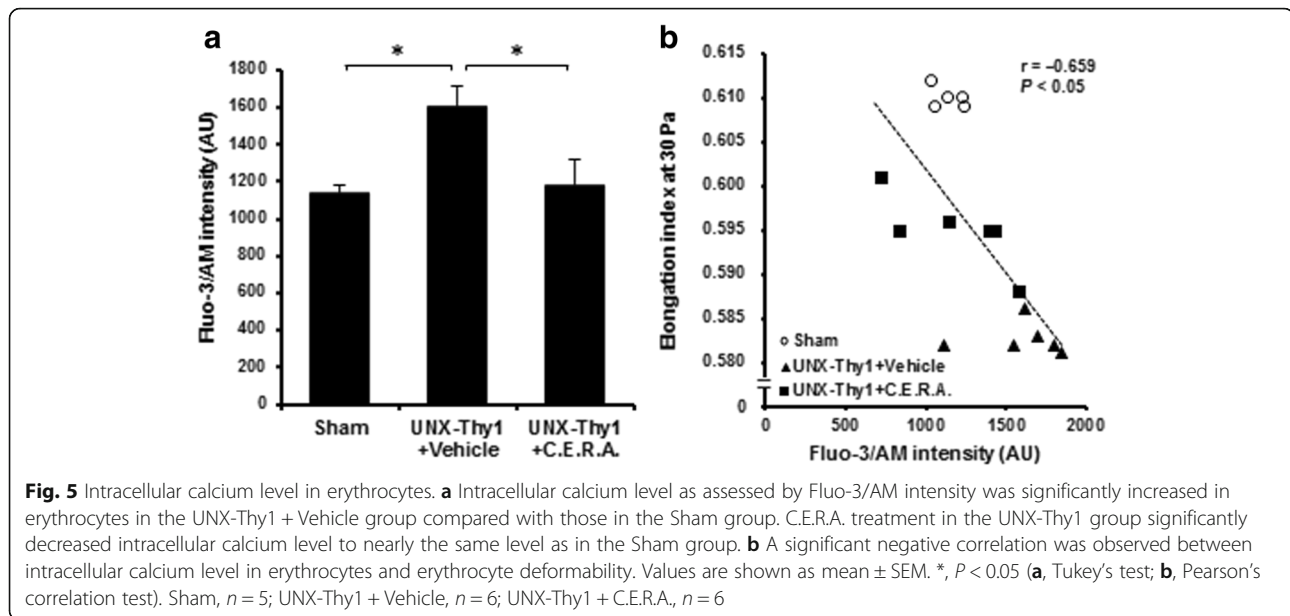 a
b
* *
1800
1600
1400
1200
1000
800
600
400
200
0
Fluo-3/AM intensity (AU)
Sham
UNX-Thy1 +Vehicle
UNX-Thy1 +C.E.R.A.
r = –0.659
P < 0.05
0.615
0.610
0.605
0.600
0.595
0.590
0.585
0.580
0
Elongation index at 30 Pa
Sham
UNX-Thy1+Vehicle
UNX-Thy1+C.E.R.A.
0 500 1000 1500 2000
Fluo-3/AM intensity (AU)
Fig. 5 Intracellular calcium level in erythrocytes. a Intracellular calcium level as assessed by Fluo-3/AM intensity was significantly increased in
erythrocytes in the UNX-Thy1 + Vehicle group compared with those in the Sham group. C.E.R.A. treatment in the UNX-Thy1 group significantly
decreased intracellular calcium level to nearly the same level as in the Sham group. b A significant negative correlation was observed between
intracellular calcium level in erythrocytes and erythrocyte deformability. Values are shown as mean ± SEM. *, P < 0.05 (a, Tukey's test; b, Pearson's
correlation test). Sham, n = 5; UNX-Thy1 + Vehicle, n = 6; UNX-Thy1 + C.E.R.A., n = 6